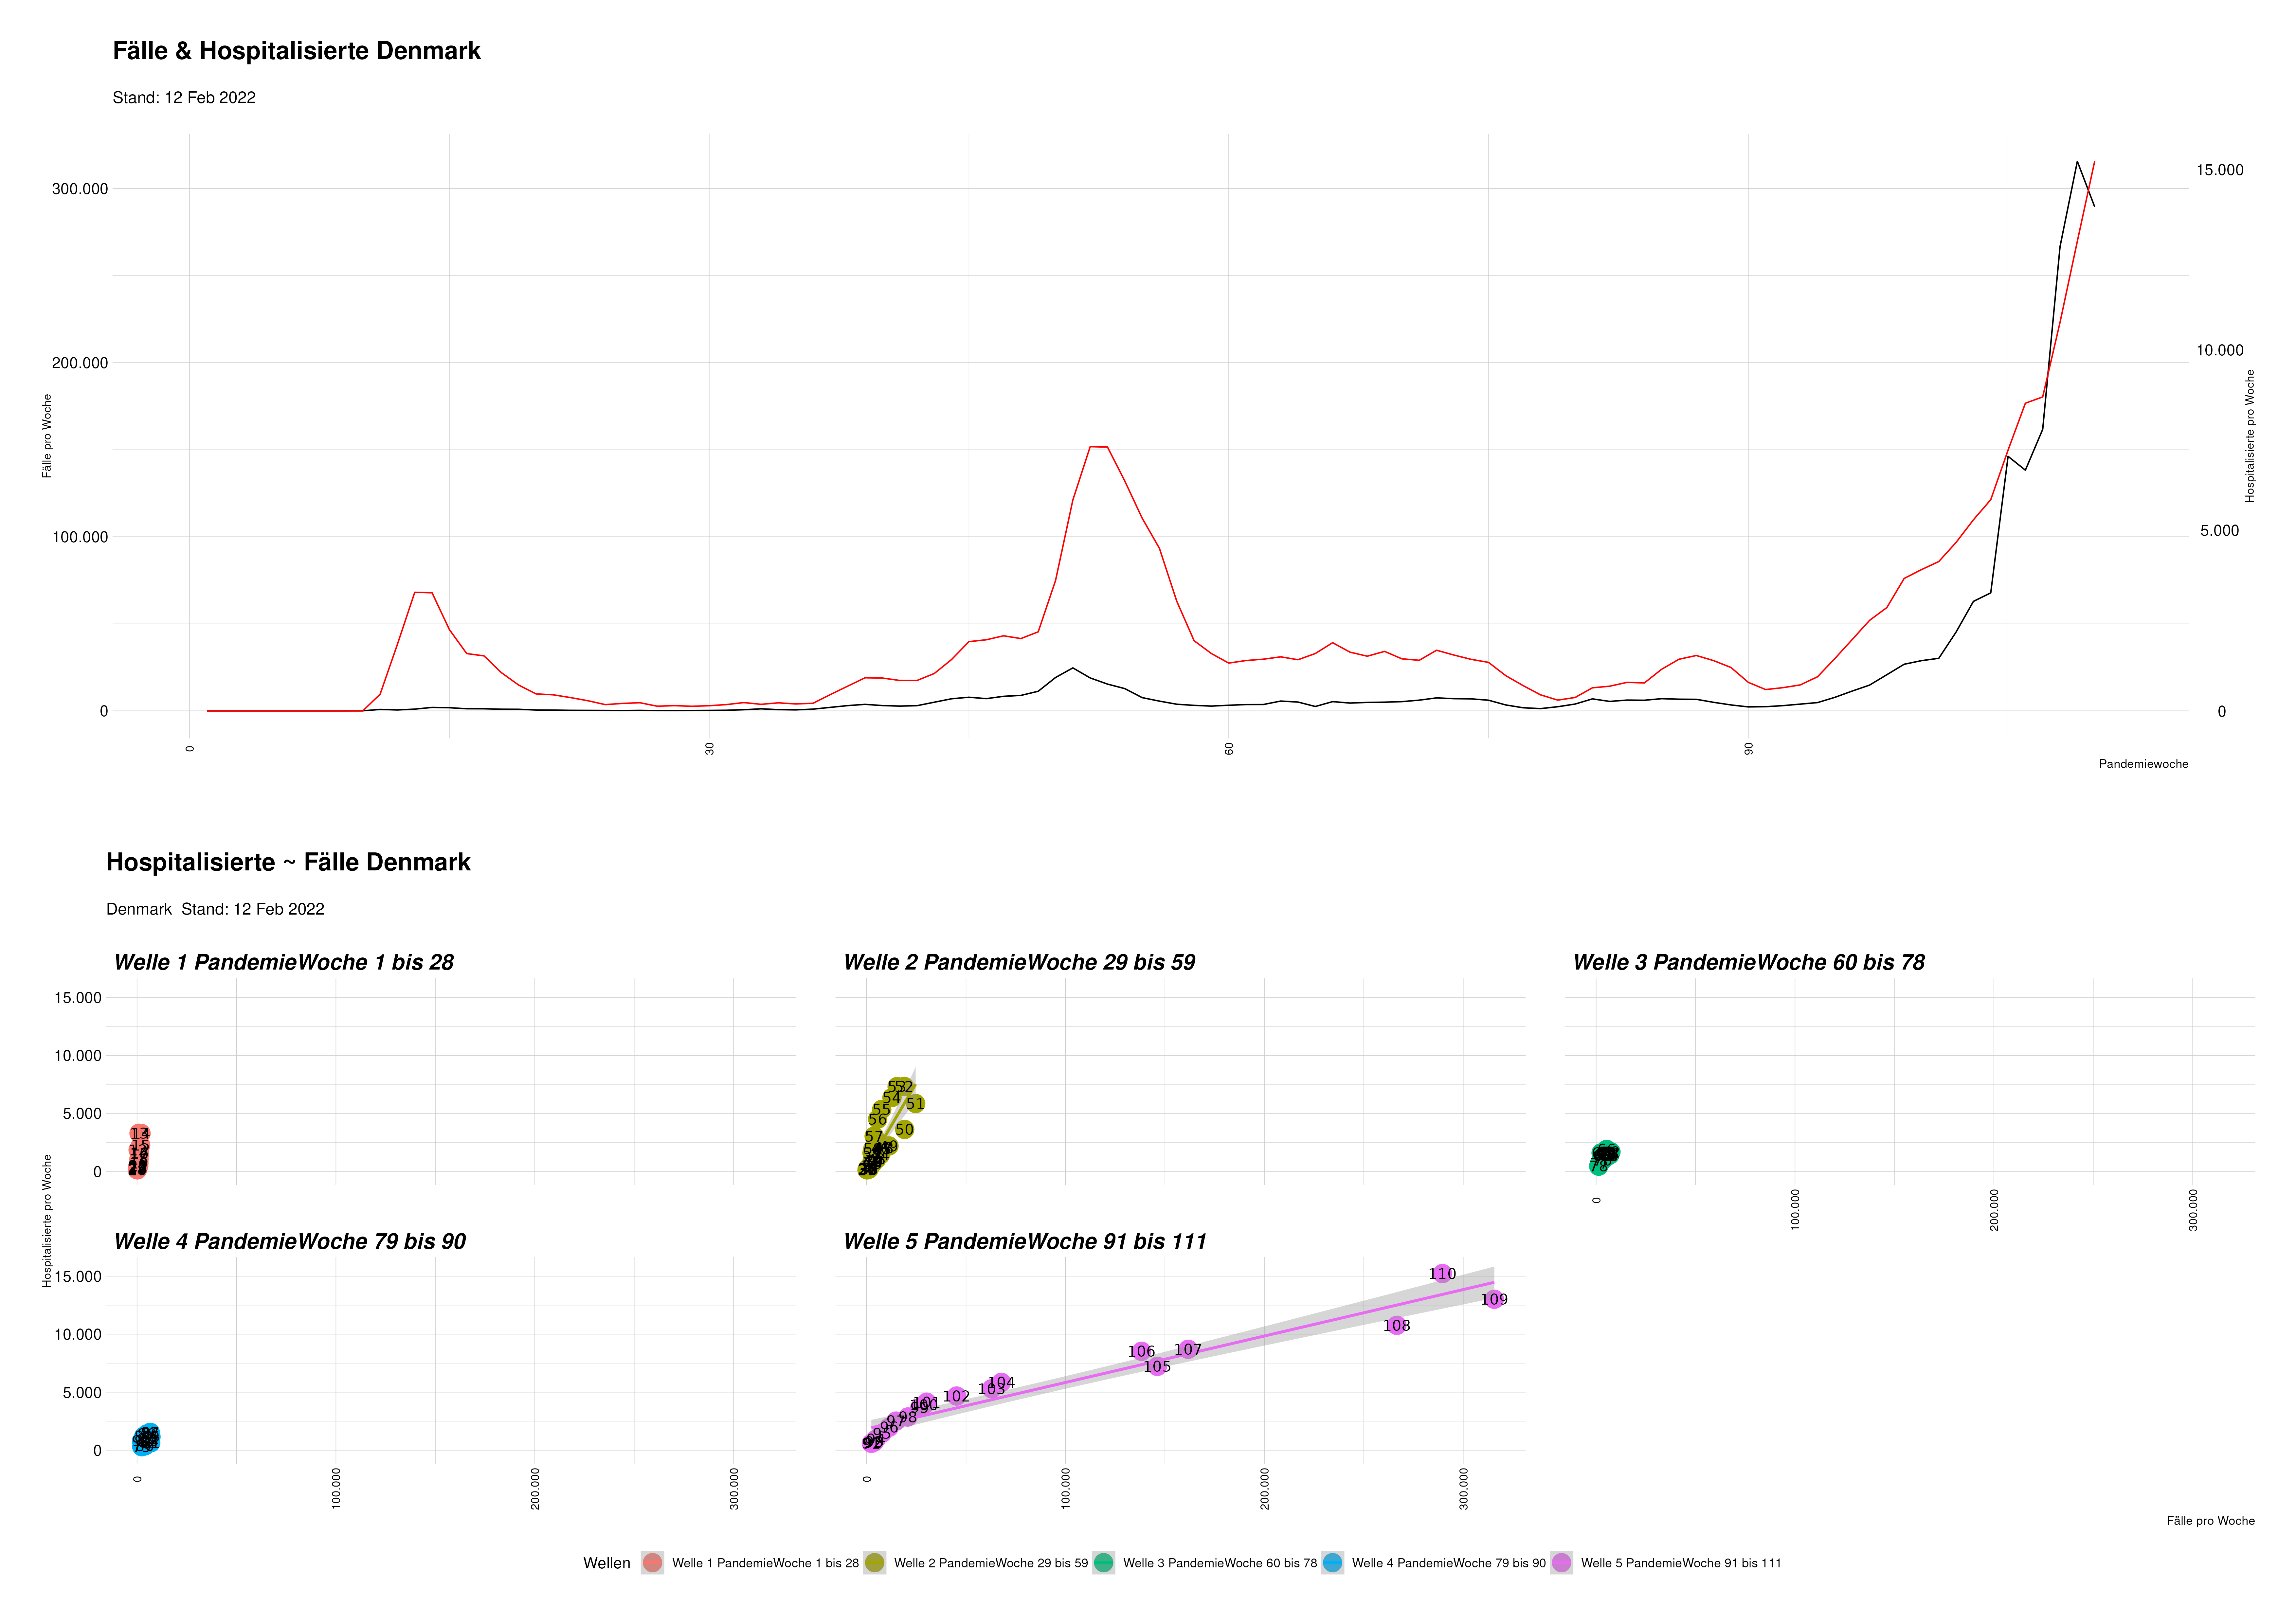 Fälle & Hospitalisierte Denmark
Stand: 12 Feb 2022
300.000
200.000
100.000
0
Fälle pro Woche
15.000
10.000
5.000
0
Hospitalisierte pro Woche
0
30
60
90
Pandemiewoche
Hospitalisierte ~ Fälle Denmark
Denmark  Stand: 12 Feb 2022
Welle 1 PandemieWoche 1 bis 28
Welle 2 PandemieWoche 29 bis 59
Welle 3 PandemieWoche 60 bis 78
15.000
10.000
5.000
0
54
55
51
56
50
57
78
0
100.000
200.000
300.000
Hospitalisierte pro Woche
Welle 4 PandemieWoche 79 bis 90
Welle 5 PandemieWoche 91 bis 111
15.000
10.000
5.000
0
110
109
108
106
107
105
104
103
102
101
98
97
96
0
100.000
200.000
300.000
0
100.000
200.000
300.000
Fälle pro Woche
Wellen
Welle 1 PandemieWoche 1 bis 28
Welle 2 PandemieWoche 29 bis 59
Welle 3 PandemieWoche 60 bis 78
Welle 4 PandemieWoche 79 bis 90
Welle 5 PandemieWoche 91 bis 111